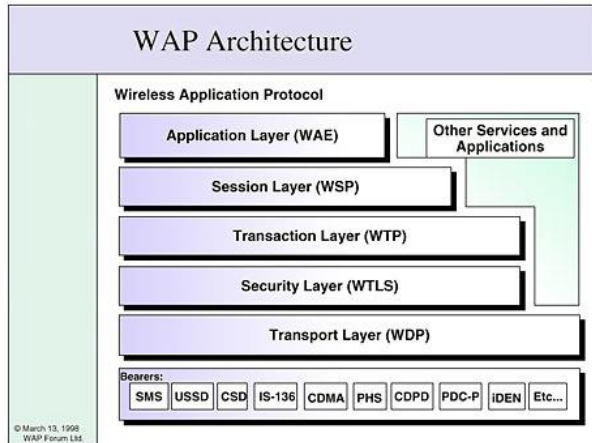 WAP Architecture
Wireless Application Protocol
Application Layer (WAE)
Other Services and
Applications
Session Layer (WSP)
Transaction Layer (WTP)
Security Layer (WTLS)
Transport Layer (WDP)
Bearers:
SMS USSD CSD IS-136 CDMA PHS CDPD PDC-P iDEN Etc...
© March 13, 1998
WAP Forum Ltd.